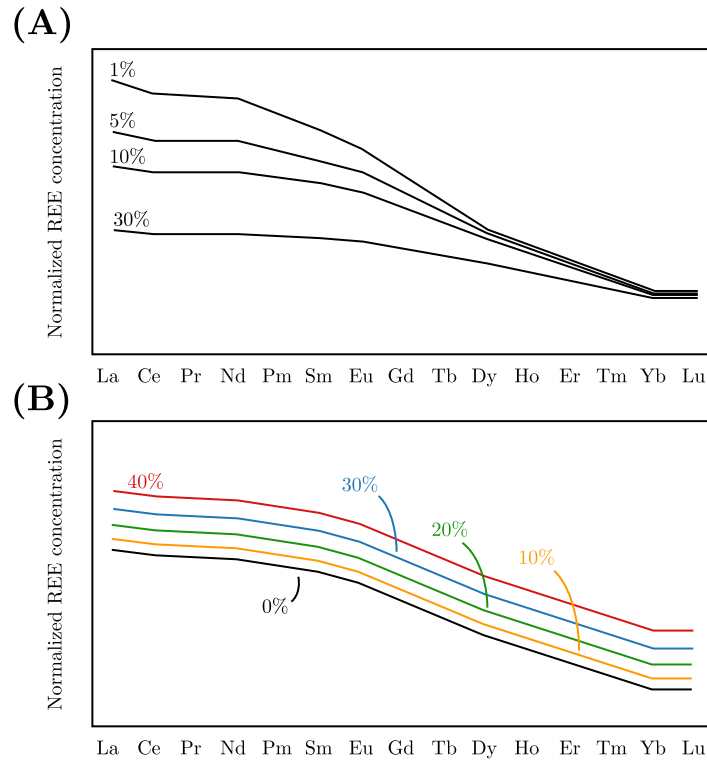 (A)
Normalized REE concentration
1%
5%
10%
30%
La Ce Pr Nd Pm Sm Eu Gd Tb Dy Ho Er Tm Yb Lu
(B)
Normalized REE concentration
40%
30%
20%
10%
0%
La Ce Pr Nd Pm Sm Eu Gd Tb Dy Ho Er Tm Yb Lu